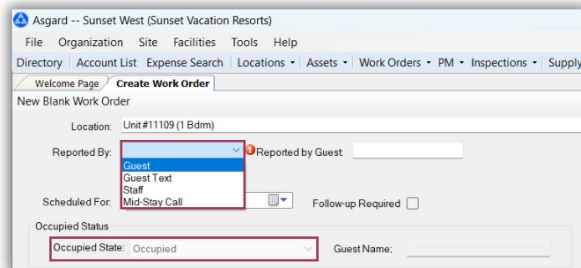 Asgard -- Sunset West (Sunset Vacation Resorts)
File Organization Site Facilities Tools Help
Directory Account List Expense Search Locations Assets Work Orders PM Inspections Supply
Welcome Page Create Work Order
New Blank Work Order
Location: Unit#11109 (1 Bdrm)
Reported By: Reported by Guest:
Guest
Guest Text
Staff
Mid-Stay Call
Scheduled For: Follow-up Required
Occupied Status
Occupied State: Occupied Guest Name;